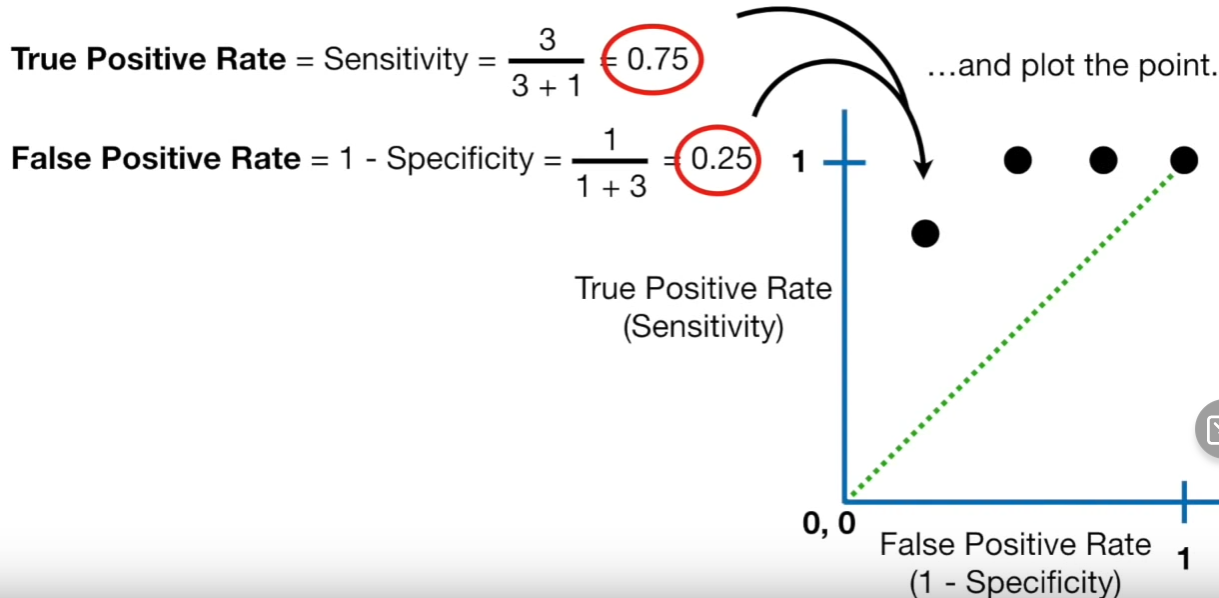 True Positive Rate = Sensitivity = 3 / 3 + 1 = 0.75
…and plot the point.
False Positive Rate = 1 - Specificity = 1 / 1 + 3 = 0.25
1
True Positive Rate
(Sensitivity)
0, 0
False Positive Rate
1
(1 - Specificity)